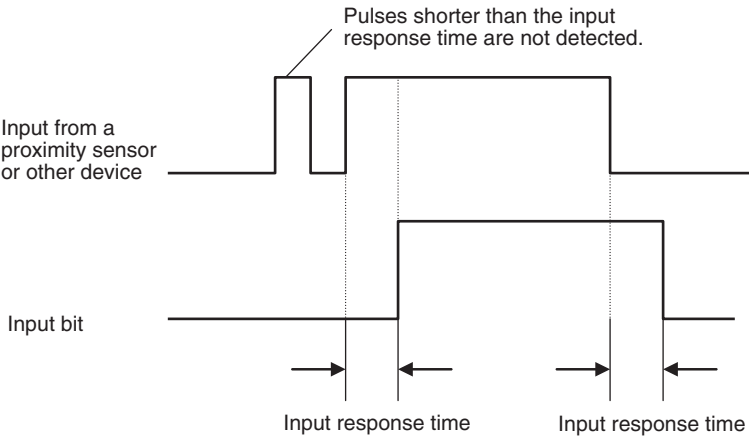 Pulses shorter than the input
response time are not detected.
Input from a
proximity sensor
or other device
Input bit
Input response time
Input response time